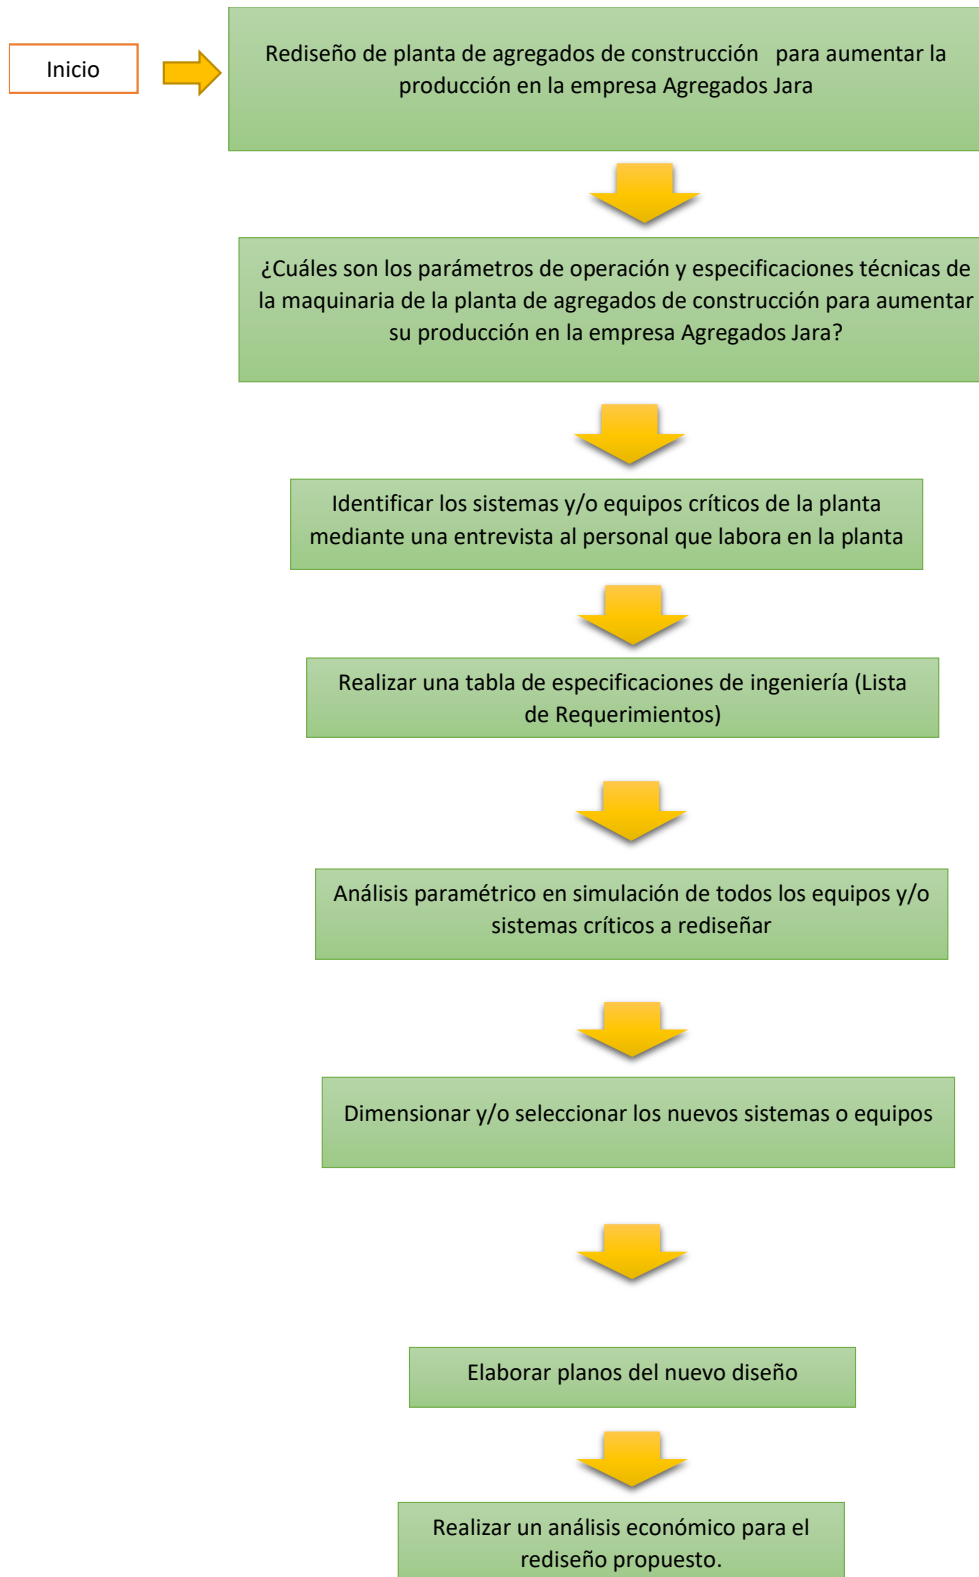 Inicio
Rediseño de planta de agregados de construcción para aumentar la
producción en la empresa Agregados Jara
¿Cuáles son los parámetros de operación y especificaciones técnicas de
la maquinaria de la planta de agregados de construcción para aumentar
su producción en la empresa Agregados Jara?
Identificar los sistemas y/o equipos críticos de la planta
mediante una entrevista al personal que labora en la planta
Realizar una tabla de especificaciones de ingeniería (Lista
de Requerimientos)
Análisis paramétrico en simulación de todos los equipos y/o
sistemas críticos a rediseñar
Dimensionar y/o seleccionar los nuevos sistemas o equipos
Elaborar planos del nuevo diseño
Realizar un análisis económico para el
rediseño propuesto.